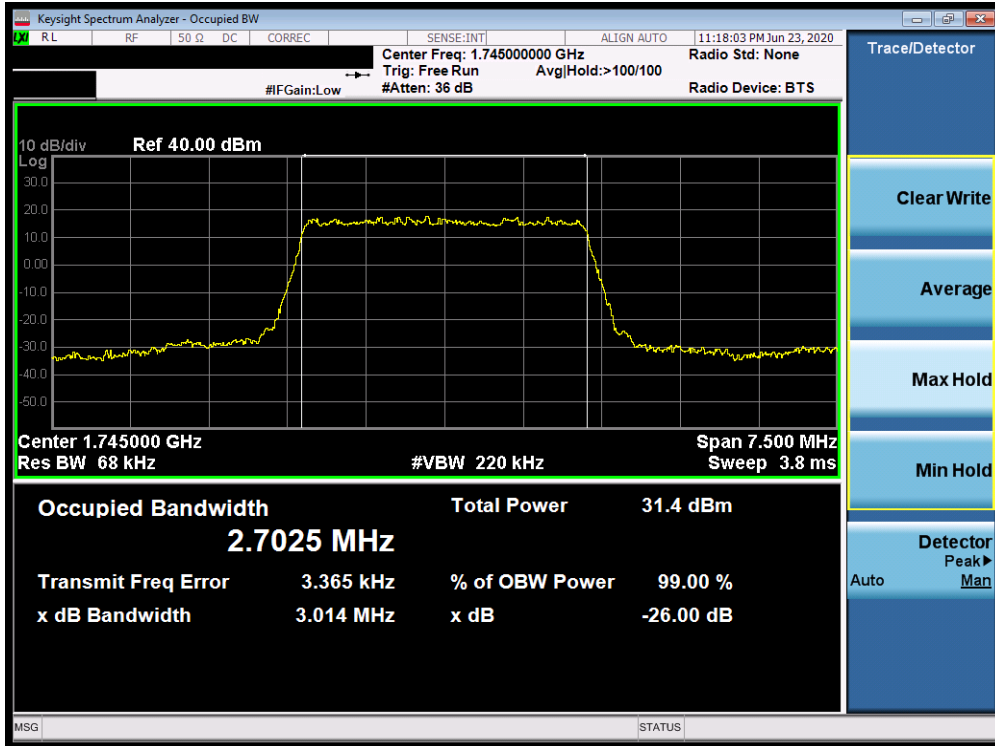 Keysight Spectrum Analyzer - Occupied BW
LXI RL RF 50 Ω DC CORREC SENSE:INT ALIGN AUTO 11:18:03 PM Jun 23, 2020
Center Freq: 1.745000000 GHz Radio Std: None
Trig: Free Run Avg|Hold:>100/100
#IFGain:Low #Atten: 36 dB Radio Device: BTS
Trace/Detector
10 dB/div Ref 40.00 dBm
Log
30.0
20.0
10.0
0.00
-10.0
-20.0
-30.0
-40.0
-50.0
Center 1.745000 GHz Span 7.500 MHz
Res BW 68 kHz #VBW 220 kHz Sweep 3.8 ms
Occupied Bandwidth Total Power 31.4 dBm
2.7025 MHz
Transmit Freq Error 3.365 kHz % of OBW Power 99.00 %
x dB Bandwidth 3.014 MHz x dB -26.00 dB
Clear Write
Average
Max Hold
Min Hold
Detector
Peak▶
Auto Man
MSG STATUS